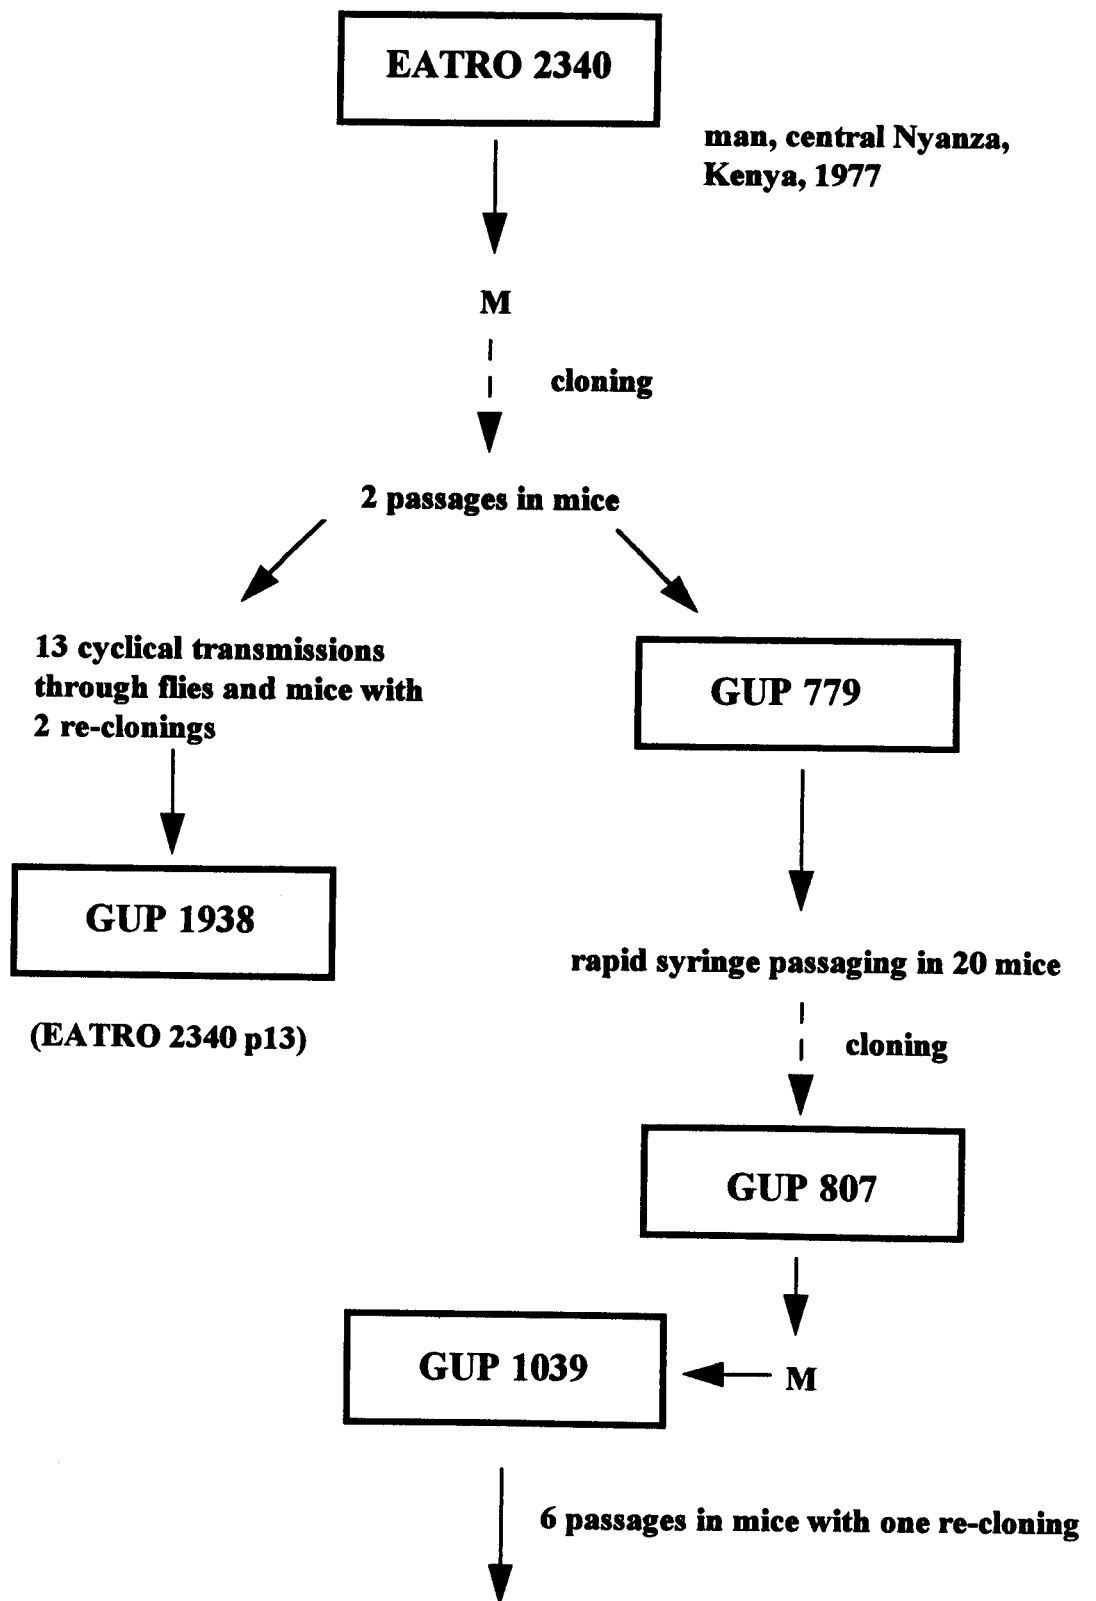 EATRO 2340
man, central Nyanza,
Kenya, 1977
M
cloning
2 passages in mice
13 cyclical transmissions
through flies and mice with
2 re-clonings
GUP 779
GUP 1938
(EATRO 2340 p13)
rapid syringe passaging in 20 mice
cloning
GUP 807
GUP 1039
M
6 passages in mice with one re-cloning